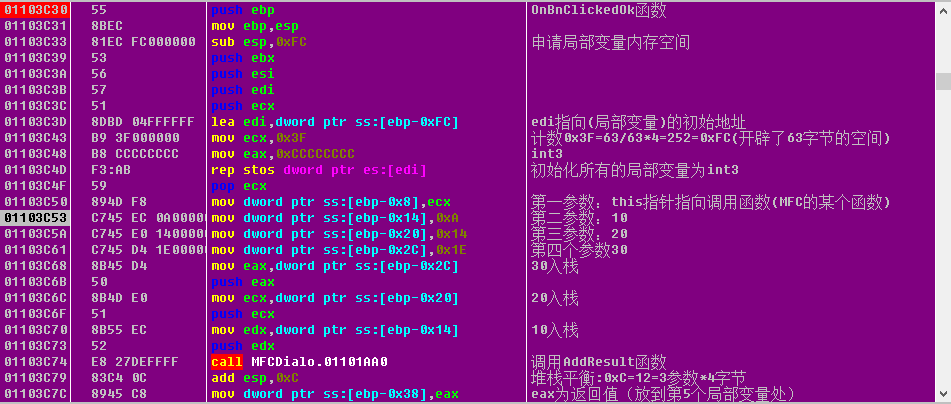 01103C30 55 push ebp OnBnClickedOk函数
01103C31 8BEC mov ebp,esp
01103C33 81EC FC000000 sub esp,0xFC 申请局部变量内存空间
01103C39 53 push ebx
01103C3A 56 push esi
01103C3B 57 push edi
01103C3C 51 push ecx
01103C3D 8DBD 04FFFFFF lea edi,dword ptr ss:[ebp-0xFC] edi指向(局部变量)的初始地址
01103C43 B9 3F000000 mov ecx,0x3F 计数0x3F=63/63*4=252=0xFC(开辟了63字节的空间)
01103C48 B8 CCCCCCCC mov eax,0xCCCCCCCC int3
01103C4D F3:AB rep stos dword ptr es:[edi] 初始化所有的局部变量为int3
01103C4F 59 pop ecx
01103C50 894D F8 mov dword ptr ss:[ebp-0x8],ecx 第一参数：this指针指向调用函数(MFC的某个函数)
01103C53 C745 EC 0A00000 mov dword ptr ss:[ebp-0x14],0xA 第二参数：10
01103C5A C745 E0 1400000 mov dword ptr ss:[ebp-0x20],0x14 第三参数：20
01103C61 C745 D4 1E00000 mov dword ptr ss:[ebp-0x2C],0x1E 第四个参数30
01103C68 8B45 D4 mov eax,dword ptr ss:[ebp-0x2C] 30入栈
01103C6B 50 push eax
01103C6C 8B4D E0 mov ecx,dword ptr ss:[ebp-0x20] 20入栈
01103C6F 51 push ecx
01103C70 8B55 EC mov edx,dword ptr ss:[ebp-0x14] 10入栈
01103C73 52 push edx
01103C74 E8 27DEFFFF call MFCDialo.01101AA0 调用AddResult函数
01103C79 83C4 0C add esp,0xC 堆栈平衡:0xC=12=3参数*4字节
01103C7C 8945 C8 mov dword ptr ss:[ebp-0x38],eax eax为返回值（放到第5个局部变量处）